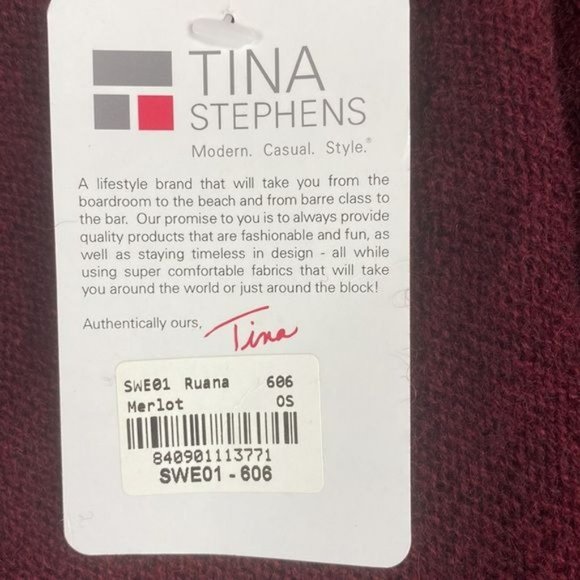 TINA
STEPHENS
Modern. Casual. Style.®
A lifestyle brand that will take you from the
boardroom to the beach and from barre class to
the bar. Our promise to you is to always provide
quality products that are fashionable and fun, as
well as staying timeless in design - all while
using super comfortable fabrics that will take
you around the world or just around the block!
Authentically ours, Tina
SWE01 Ruana 606
Merlot OS
840901113771
SWE01 - 606